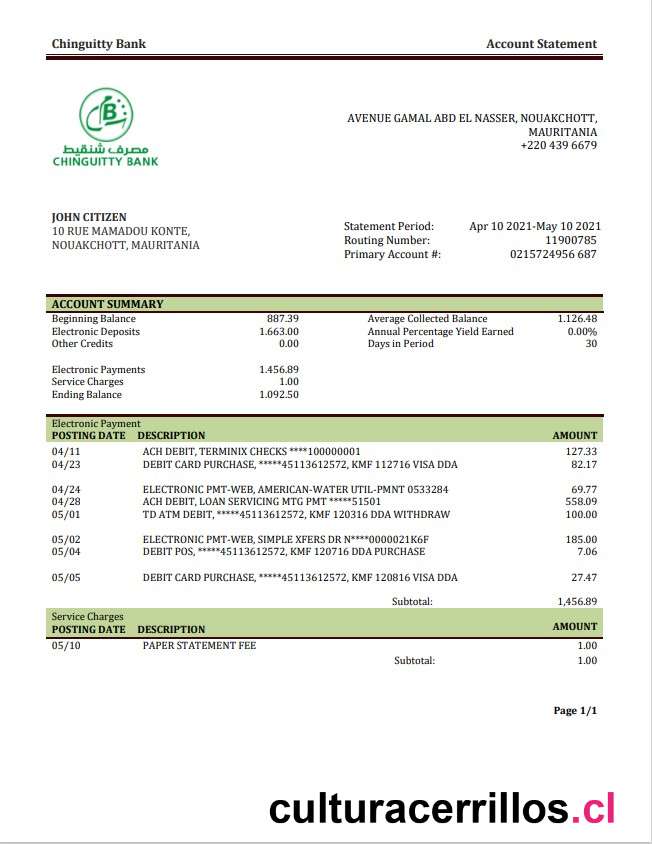 Chinguitty Bank Account Statement
B
مصرف شنقيط
CHINGUITTY BANK
AVENUE GAMAL ABD EL NASSER, NOUAKCHOTT,
MAURITANIA
+220 439 6679
JOHN CITIZEN
10 RUE MAMADOU KONTE,
NOUAKCHOTT, MAURITANIA
Statement Period: Apr 10 2021-May 10 2021
Routing Number: 11900785
Primary Account #: 0215724956 687
ACCOUNT SUMMARY
Beginning Balance 887.39 Average Collected Balance 1.126.48
Electronic Deposits 1.663.00 Annual Percentage Yield Earned 0.00%
Other Credits 0.00 Days in Period 30
Electronic Payments 1.456.89
Service Charges 1.00
Ending Balance 1.092.50
Electronic Payment
POSTING DATE DESCRIPTION AMOUNT
04/11 ACH DEBIT, TERMINIX CHECKS ****100000001 127.33
04/23 DEBIT CARD PURCHASE, *****45113612572, KMF 112716 VISA DDA 82.17
04/24 ELECTRONIC PMT-WEB, AMERICAN-WATER UTIL-PMNT 0533284 69.77
04/28 ACH DEBIT, LOAN SERVICING MTG PMT *****51501 558.09
05/01 TD ATM DEBIT, *****45113612572, KMF 120316 DDA WITHDRAW 100.00
05/02 ELECTRONIC PMT-WEB, SIMPLE XFERS DR N****0000021K6F 185.00
05/04 DEBIT POS, *****45113612572, KMF 120716 DDA PURCHASE 7.06
05/05 DEBIT CARD PURCHASE, *****45113612572, KMF 120816 VISA DDA 27.47
Subtotal: 1,456.89
Service Charges
POSTING DATE DESCRIPTION AMOUNT
05/10 PAPER STATEMENT FEE 1.00
Subtotal: 1.00
Page 1/1
culturacerrillos.cl